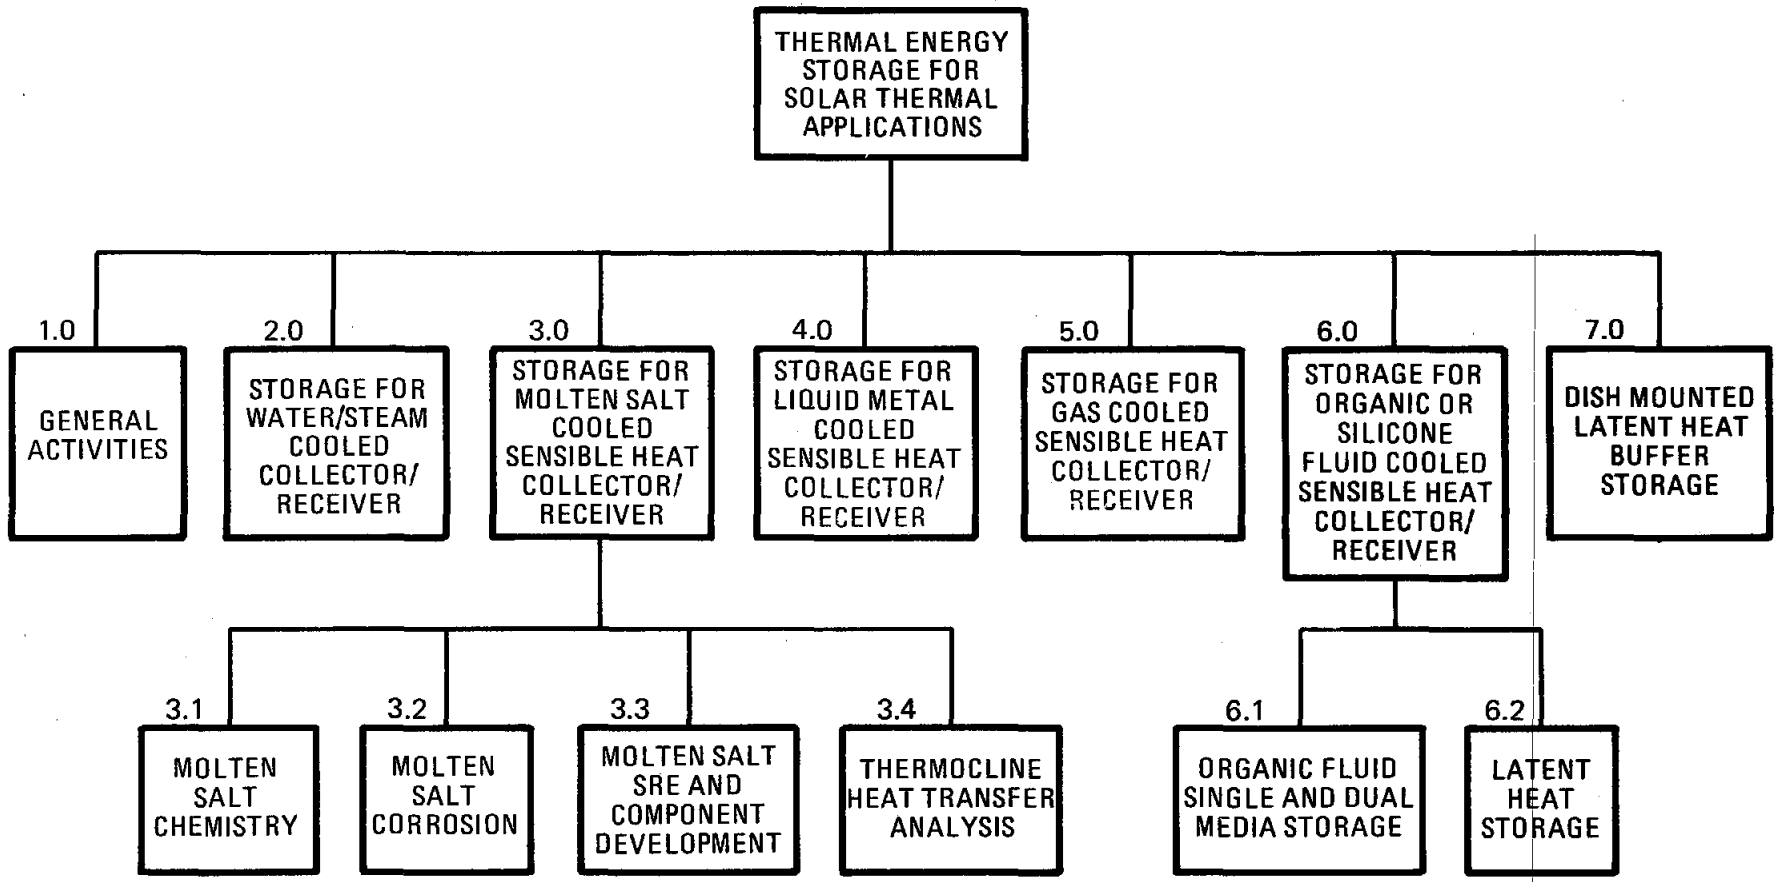 THERMAL ENERGY
STORAGE FOR
SOLAR THERMAL
APPLICATIONS
1.0
GENERAL
ACTIVITIES
2.0
STORAGE FOR
WATER/STEAM
COOLED
COLLECTOR/
RECEIVER
3.0
STORAGE FOR
MOLTEN SALT
COOLED
SENSIBLE HEAT
COLLECTOR/
RECEIVER
4.0
STORAGE FOR
LIQUID METAL
COOLED
SENSIBLE HEAT
COLLECTOR/
RECEIVER
5.0
STORAGE FOR
GAS COOLED
SENSIBLE HEAT
COLLECTOR/
RECEIVER
6.0
STORAGE FOR
ORGANIC OR
SILICONE
FLUID COOLED
SENSIBLE HEAT
COLLECTOR/
RECEIVER
7.0
DISH MOUNTED
LATENT HEAT
BUFFER
STORAGE
3.1
MOLTEN
SALT
CHEMISTRY
3.2
MOLTEN
SALT
CORROSION
3.3
MOLTEN SALT
SRE AND
COMPONENT
DEVELOPMENT
3.4
THERMOCLINE
HEAT TRANSFER
ANALYSIS
6.1
ORGANIC FLUID
SINGLE AND DUAL
MEDIA STORAGE
6.2
LATENT
HEAT
STORAGE